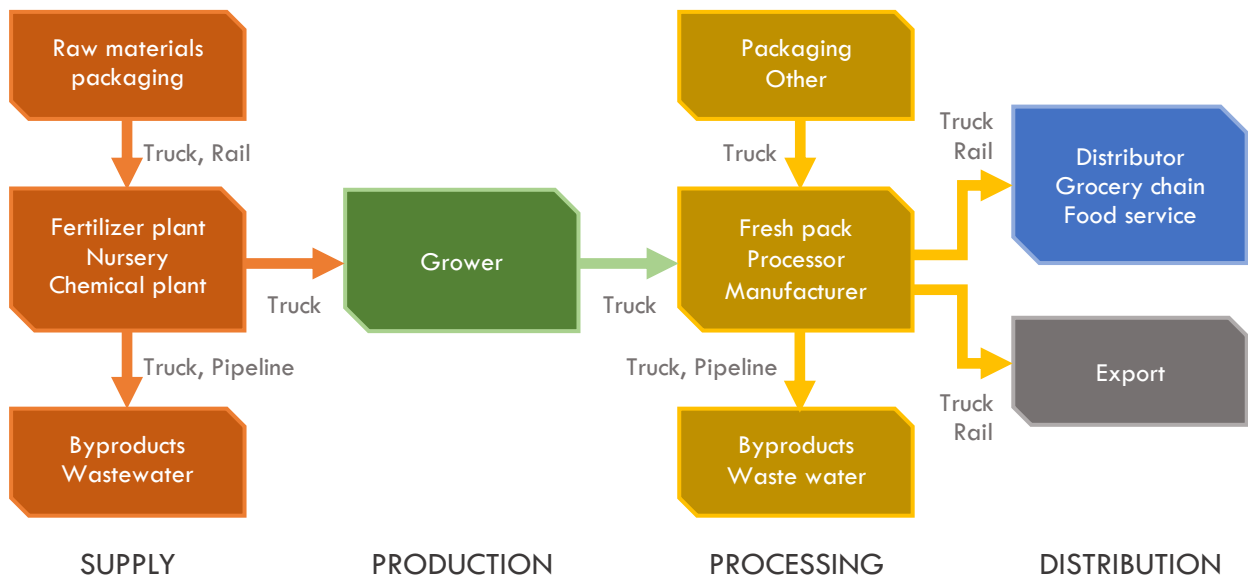 Raw materials
packaging
Truck, Rail
Fertilizer plant
Nursery
Chemical plant
Truck
Truck, Pipeline
Byproducts
Wastewater
SUPPLY
Grower
Truck
PRODUCTION
Packaging
Other
Truck
Fresh pack
Processor
Manufacturer
Truck, Pipeline
Byproducts
Waste water
PROCESSING
Truck
Rail
Distributor
Grocery chain
Food service
Export
Truck
Rail
DISTRIBUTION